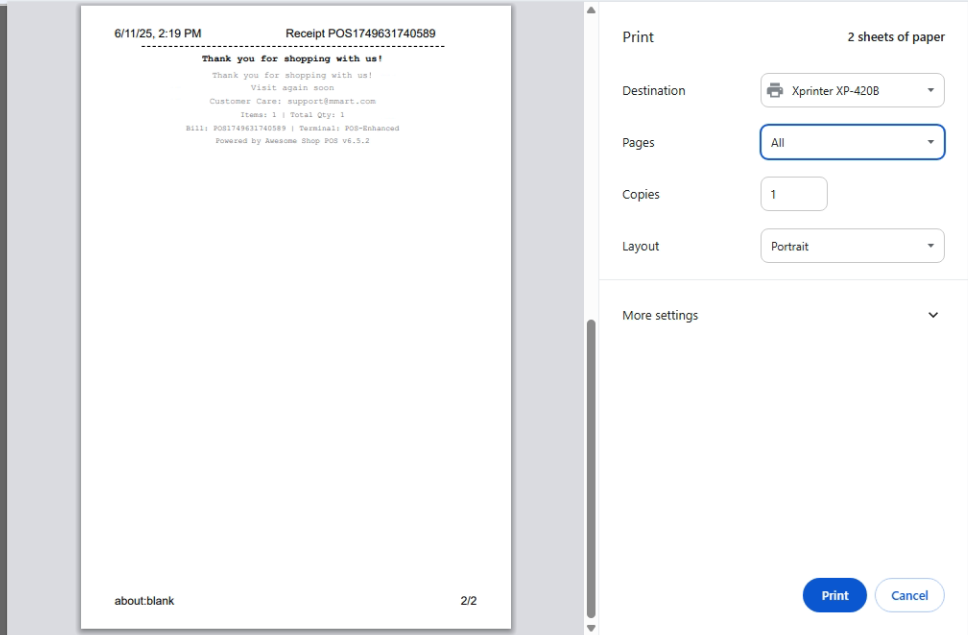 6/11/25, 2:19 PM Receipt POS1749631740589
Thank you for shopping with us!
Thank you for shopping with us!
Visit again soon
Customer Care: support@mmart.com
Items: 1 | Total Qty: 1
Bill: POS1749631740589 | Terminal: POS-Enhanced
Powered by Awesome Shop POS v6.5.2
about:blank 2/2
Print 2 sheets of paper
Destination Xprinter XP-420B
Pages All
Copies 1
Layout Portrait
More settings
Print Cancel